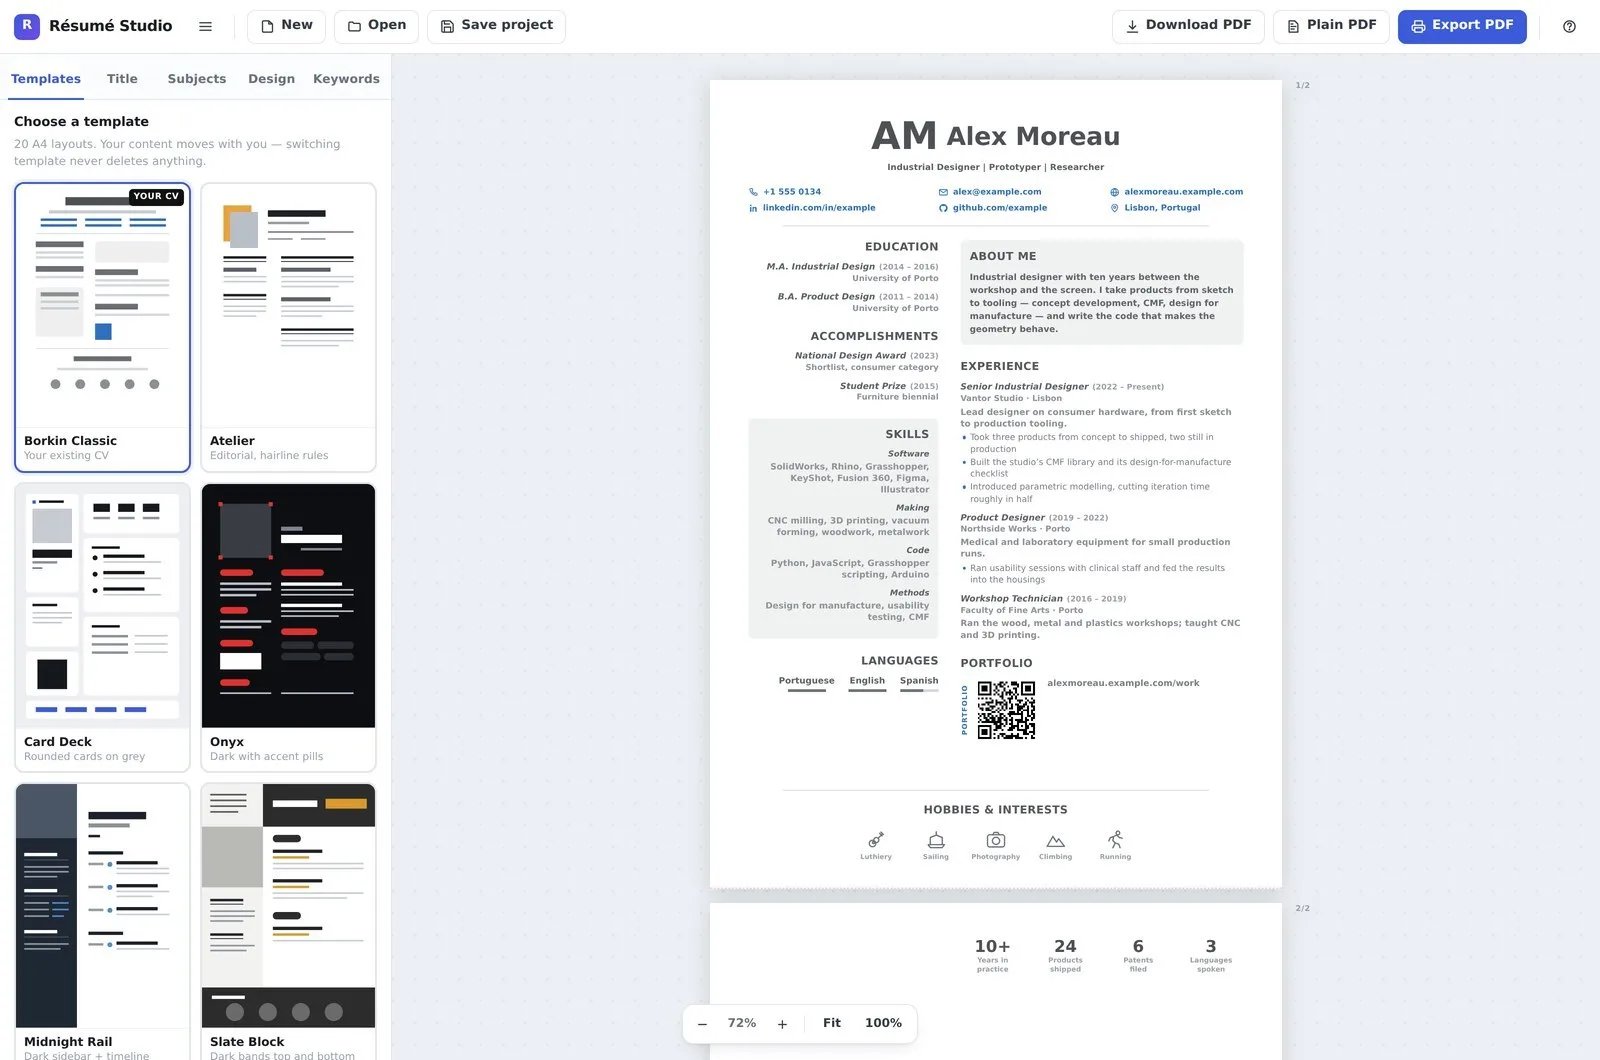 R Résumé Studio
New
Open
Save project
Download PDF
Plain PDF
Export PDF
Templates
Title
Subjects
Design
Keywords
Choose a template
20 A4 layouts. Your content moves with you — switching
template never deletes anything.
YOUR CV
Borkin Classic
Your existing CV
Atelier
Editorial, hairline rules
Card Deck
Rounded cards on grey
Onyx
Dark with accent pills
Midnight Rail
Dark sidebar + timeline
Slate Block
Dark bands top and bottom
1/2
AM Alex Moreau
Industrial Designer | Prototyper | Researcher
+1 555 0134
alex@example.com
alexmoreau.example.com
linkedin.com/in/example
github.com/example
Lisbon, Portugal
EDUCATION
M.A. Industrial Design (2014 – 2016)
University of Porto
B.A. Product Design (2011 – 2014)
University of Porto
ACCOMPLISHMENTS
National Design Award (2023)
Shortlist, consumer category
Student Prize (2015)
Furniture biennial
SKILLS
Software
SolidWorks, Rhino, Grasshopper,
KeyShot, Fusion 360, Figma,
Illustrator
Making
CNC milling, 3D printing, vacuum
forming, woodwork, metalwork
Code
Python, JavaScript, Grasshopper
scripting, Arduino
Methods
Design for manufacture, usability
testing, CMF
LANGUAGES
Portuguese
English
Spanish
ABOUT ME
Industrial designer with ten years between the
workshop and the screen. I take products from sketch
to tooling — concept development, CMF, design for
manufacture — and write the code that makes the
geometry behave.
EXPERIENCE
Senior Industrial Designer (2022 – Present)
Vantor Studio · Lisbon
Lead designer on consumer hardware, from first sketch
to production tooling.
• Took three products from concept to shipped, two still in
production
• Built the studio's CMF library and its design-for-manufacture
checklist
• Introduced parametric modelling, cutting iteration time
roughly in half
Product Designer (2019 – 2022)
Northside Works · Porto
Medical and laboratory equipment for small production
runs.
• Ran usability sessions with clinical staff and fed the results
into the housings
Workshop Technician (2016 – 2019)
Faculty of Fine Arts · Porto
Ran the wood, metal and plastics workshops; taught CNC
and 3D printing.
PORTFOLIO
PORTFOLIO
alexmoreau.example.com/work
HOBBIES & INTERESTS
Luthiery
Sailing
Photography
Climbing
Running
2/2
10+
Years in
practice
24
Products
shipped
6
Patents
filed
3
Languages
spoken
− 72% +
Fit
100%